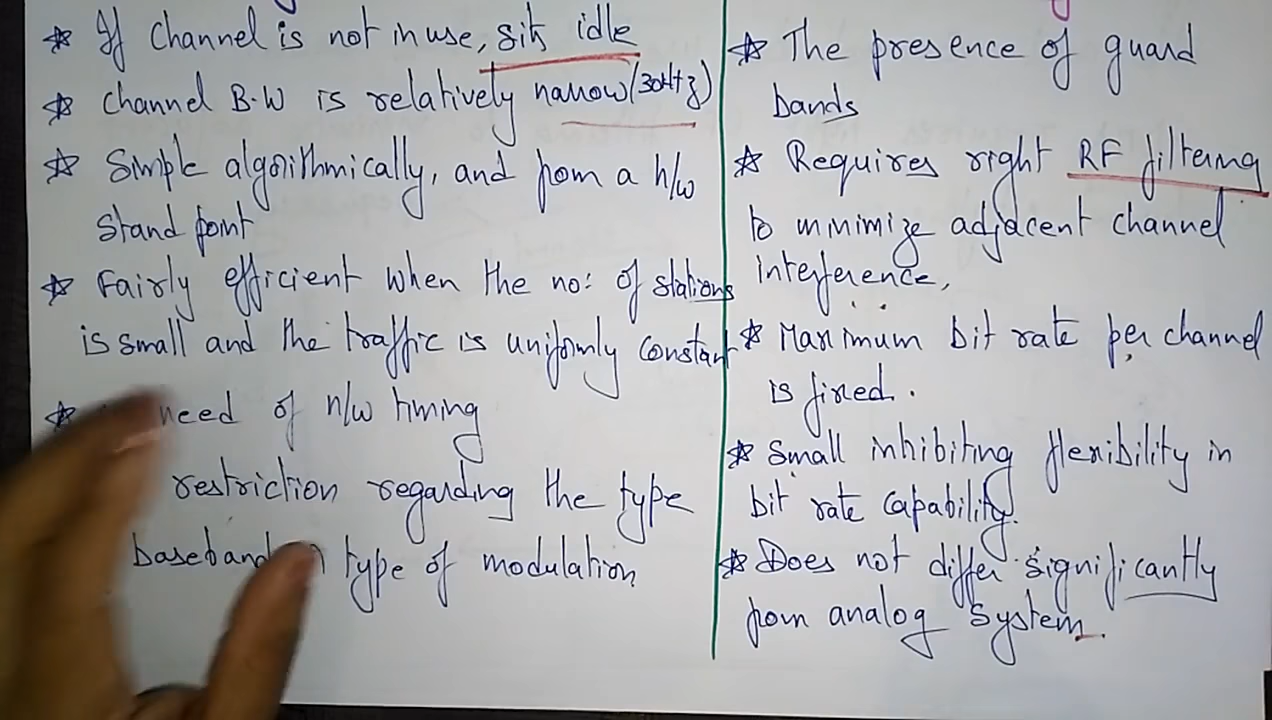 ☆ If channel is not in use, sits idle
☆ channel B.W is relatively narrow (30kHz)
☆ Simple algorithmically, and from a h/w
stand point
☆ Fairly efficient when the no: of stations
is small and the traffic is uniformly constant
☆ need of n/w timing
restriction regarding the type
baseband type of modulation
☆ The presence of guard
bands
☆ Requires right RF filtering
to minimize adjacent channel
interference,
☆ Maximum bit rate per channel
is fixed.
☆ Small inhibiting flexibility in
bit rate capability.
☆ Does not differ significantly
from analog system.